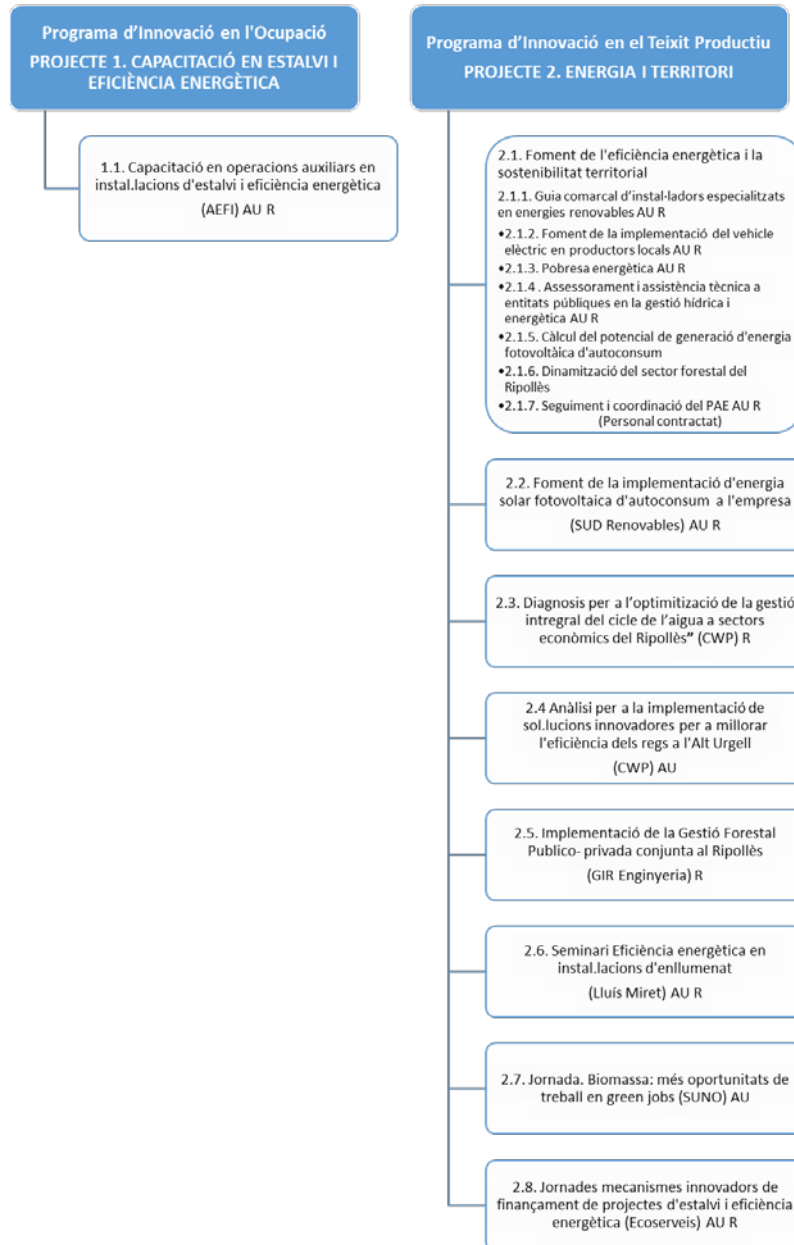 Programa d'Innovació en l'Ocupació
PROJECTE 1. CAPACITACIÓ EN ESTALVI I
EFICIÈNCIA ENERGÈTICA
1.1. Capacitació en operacions auxiliars en
instal.lacions d'estalvi i eficiència energètica
(AEFI) AU R
Programa d'Innovació en el Teixit Productiu
PROJECTE 2. ENERGIA I TERRITORI
2.1. Foment de l'eficiència energètica i la
sostenibilitat territorial
2.1.1. Guia comarcal d'instal·ladors especialitzats
en energies renovables AU R
•2.1.2. Foment de la implementació del vehicle
elèctric en productors locals AU R
•2.1.3. Pobresa energètica AU R
•2.1.4 . Assessorament i assistència tècnica a
entitats públiques en la gestió hídrica i
energètica AU R
•2.1.5. Càlcul del potencial de generació d'energia
fotovoltàica d'autoconsum
•2.1.6. Dinamització del sector forestal del
Ripollès
•2.1.7. Seguiment i coordinació del PAE AU R
(Personal contractat)
2.2. Foment de la implementació d'energia
solar fotovoltaica d'autoconsum a l'empresa
(SUD Renovables) AU R
2.3. Diagnosis per a l'optimitizació de la gestió
intregral del cicle de l'aigua a sectors
econòmics del Ripollès" (CWP) R
2.4 Anàlisi per a la implementació de
sol.lucions innovadores per a millorar
l'eficiència dels regs a l'Alt Urgell
(CWP) AU
2.5. Implementació de la Gestió Forestal
Publico- privada conjunta al Ripollès
(GIR Enginyeria) R
2.6. Seminari Eficiència energètica en
instal.lacions d'enllumenat
(Lluís Miret) AU R
2.7. Jornada. Biomassa: més oportunitats de
treball en green jobs (SUNO) AU
2.8. Jornades mecanismes innovadors de
finançament de projectes d'estalvi i eficiència
energètica (Ecoserveis) AU R